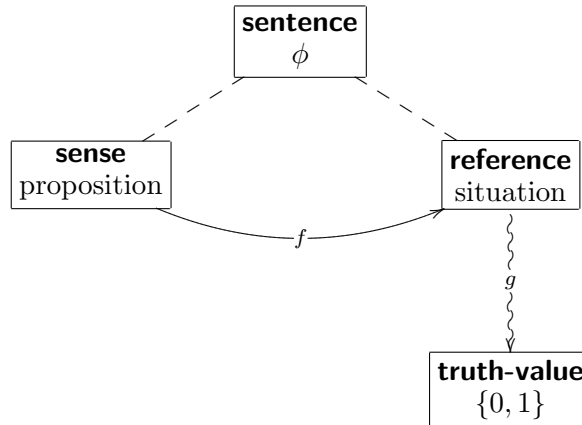 sentence
ϕ
sense
proposition
reference
situation
f
g
truth-value
{0, 1}